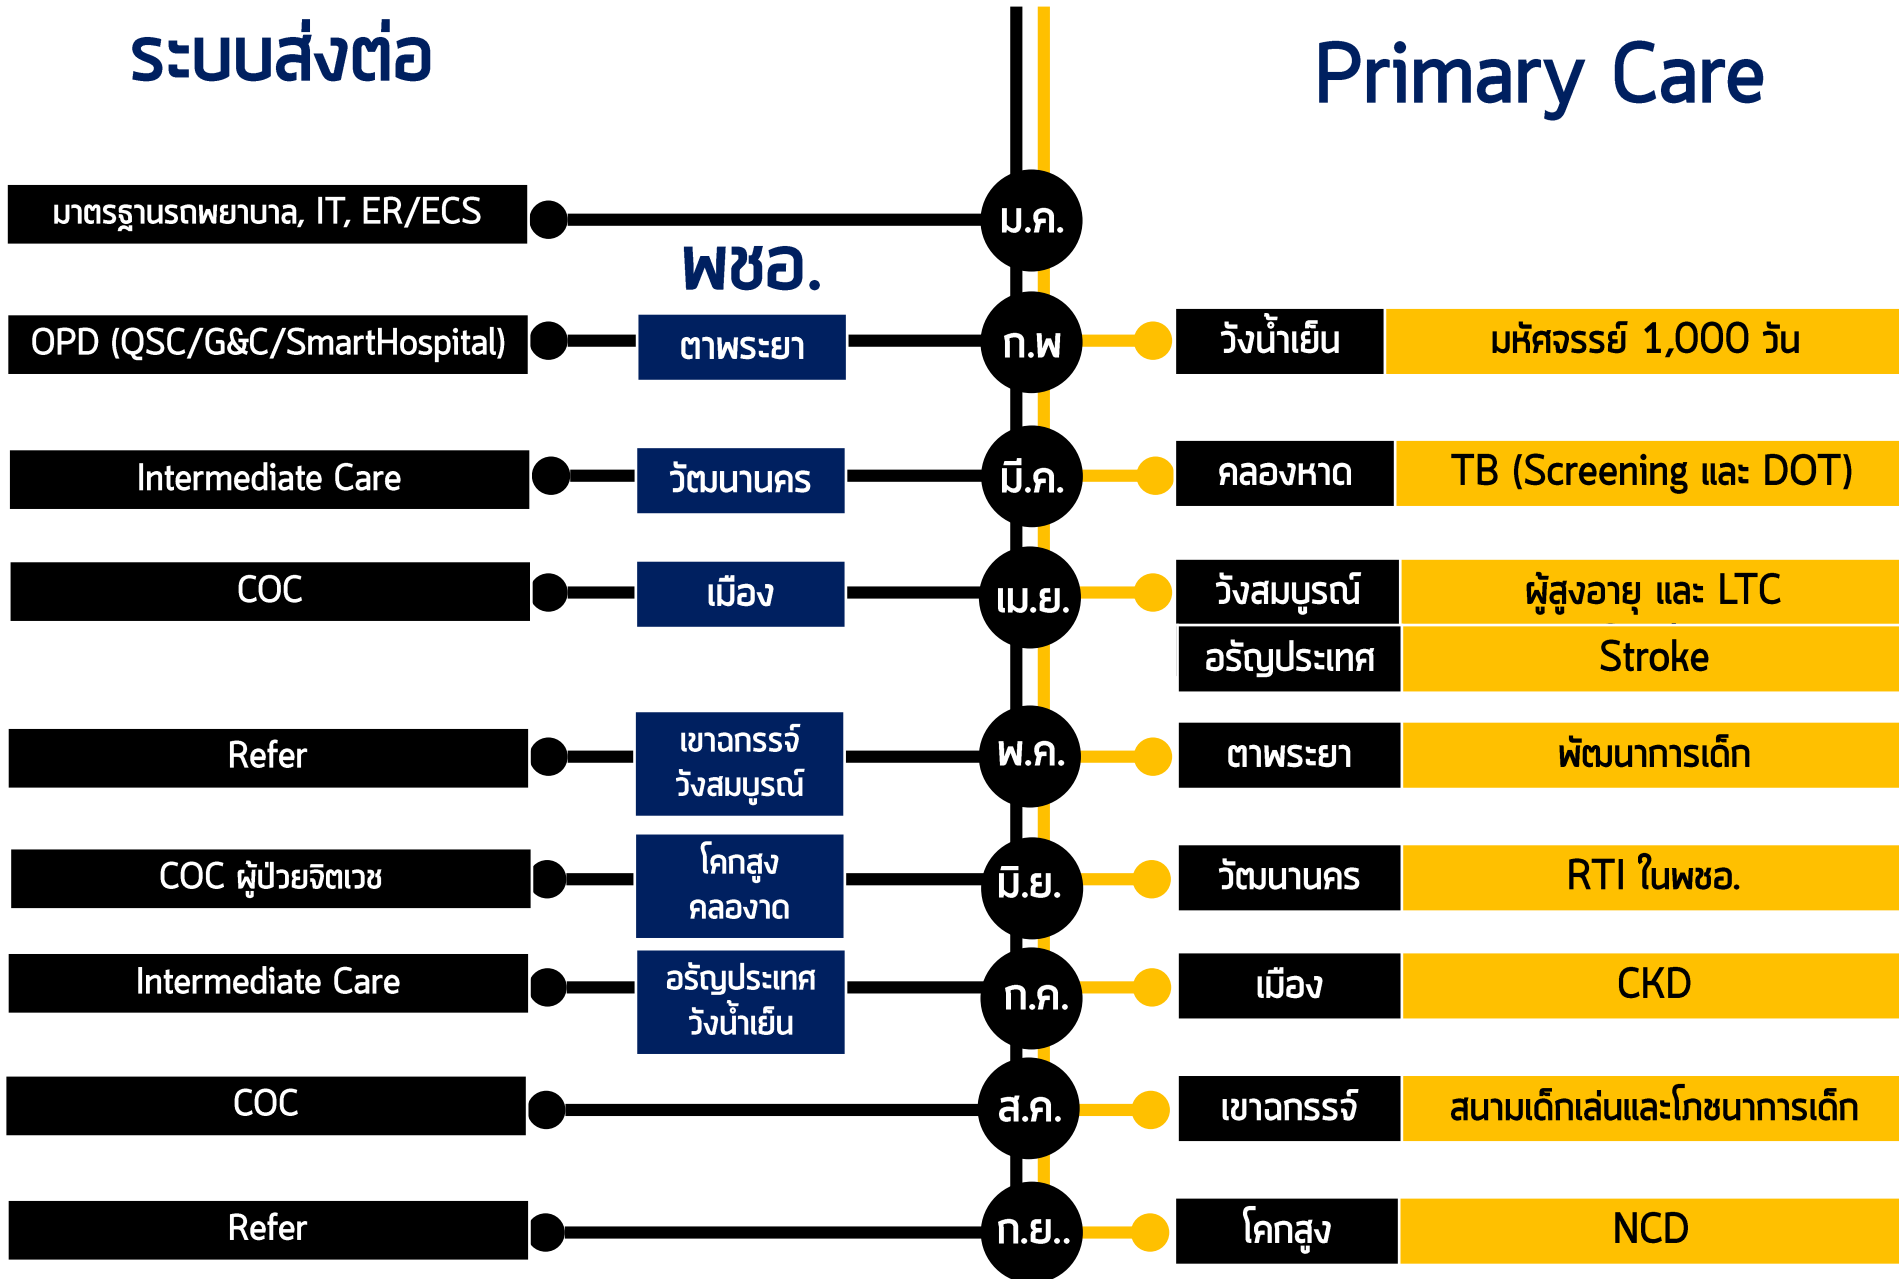 ระบบส่งต่อ
Primary Care
มาตรฐานรถพยาบาล, IT, ER/ECS
ม.ค.
พชอ.
OPD (QSC/G&C/SmartHospital)
ตาพระยา
ก.พ
วังน้ำเย็น
มหัศจรรย์ 1,000 วัน
Intermediate Care
วัฒนานคร
มี.ค.
คลองหาด
TB (Screening และ DOT)
COC
เมือง
เม.ย.
วังสมบูรณ์
ผู้สูงอายุ และ LTC
อรัญประเทศ
Stroke
Refer
เขาฉกรรจ์
วังสมบูรณ์
พ.ค.
ตาพระยา
พัฒนาการเด็ก
COC ผู้ป่วยจิตเวช
โคกสูง
คลองาด
มิ.ย.
วัฒนานคร
RTI ในพชอ.
Intermediate Care
อรัญประเทศ
วังน้ำเย็น
ก.ค.
เมือง
CKD
COC
ส.ค.
เขาฉกรรจ์
สนามเด็กเล่นและโภชนาการเด็ก
Refer
ก.ย..
โคกสูง
NCD